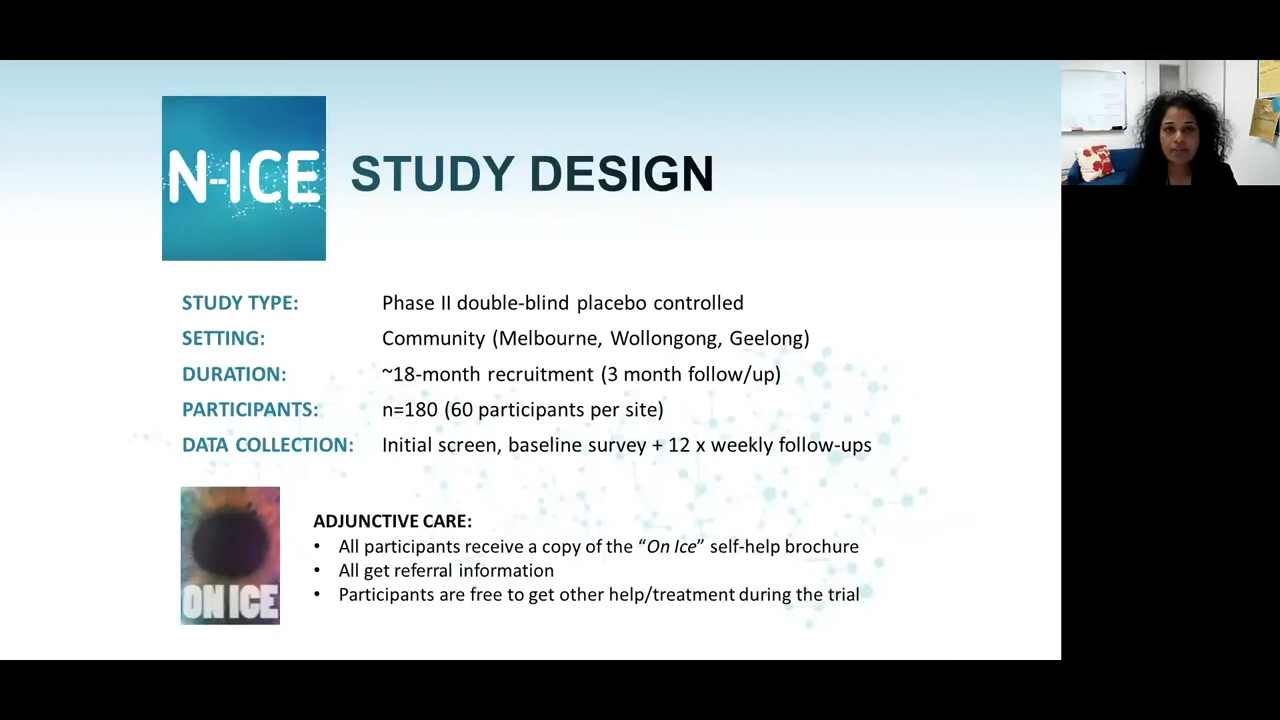 N-ICE
STUDY DESIGN
STUDY TYPE: Phase II double-blind placebo controlled
SETTING: Community (Melbourne, Wollongong, Geelong)
DURATION: ~18-month recruitment (3 month follow/up)
PARTICIPANTS: n=180 (60 participants per site)
DATA COLLECTION: Initial screen, baseline survey + 12 x weekly follow-ups
ON ICE
ADJUNCTIVE CARE:
• All participants receive a copy of the “On Ice” self-help brochure
• All get referral information
• Participants are free to get other help/treatment during the trial